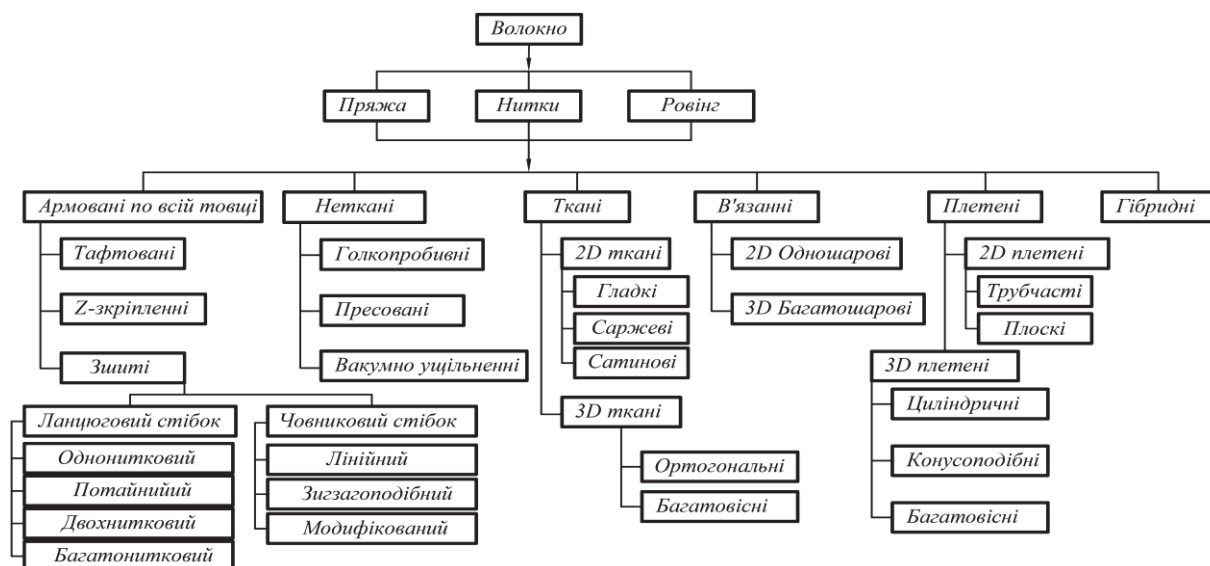 Волокно
Пряжа
Нитки
Ровінг
Армовані по всій товщі
Неткані
Ткані
В'язанні
Плетені
Гібридні
Тафтовані
Z-зкріпленні
Зшиті
Ланцюговий стібок
Однонитковий
Потайнийий
Двохнитковий
Багатонитковий
Човниковий стібок
Лінійний
Зигзагоподібний
Модифікований
Голкопробивні
Пресовані
Вакумно ущільненні
2D ткані
Гладкі
Саржеві
Сатинові
3D ткані
Ортогональні
Багатовісні
2D Одношарові
3D Багатошарові
2D плетені
Трубчасті
Плоскі
3D плетені
Циліндричні
Конусоподібні
Багатовісні